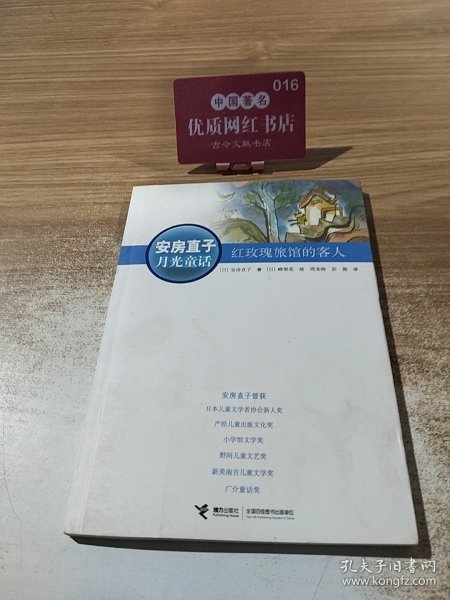 016
中国著名
优质网红书店
古今文献书店
安房直子
月光童话
红玫瑰旅馆的客人
[日] 安房直子 著 [日] 峰岸花 绘 周龙梅 彭懿 译
安房直子曾获
日本儿童文学者协会新人奖
产经儿童出版文化奖
小学馆文学奖
野间儿童文艺奖
新美南吉儿童文学奖
广介童话奖
接力出版社
Publishing House
全国百佳图书出版单位
孔夫子旧书网
www.kongfz.com